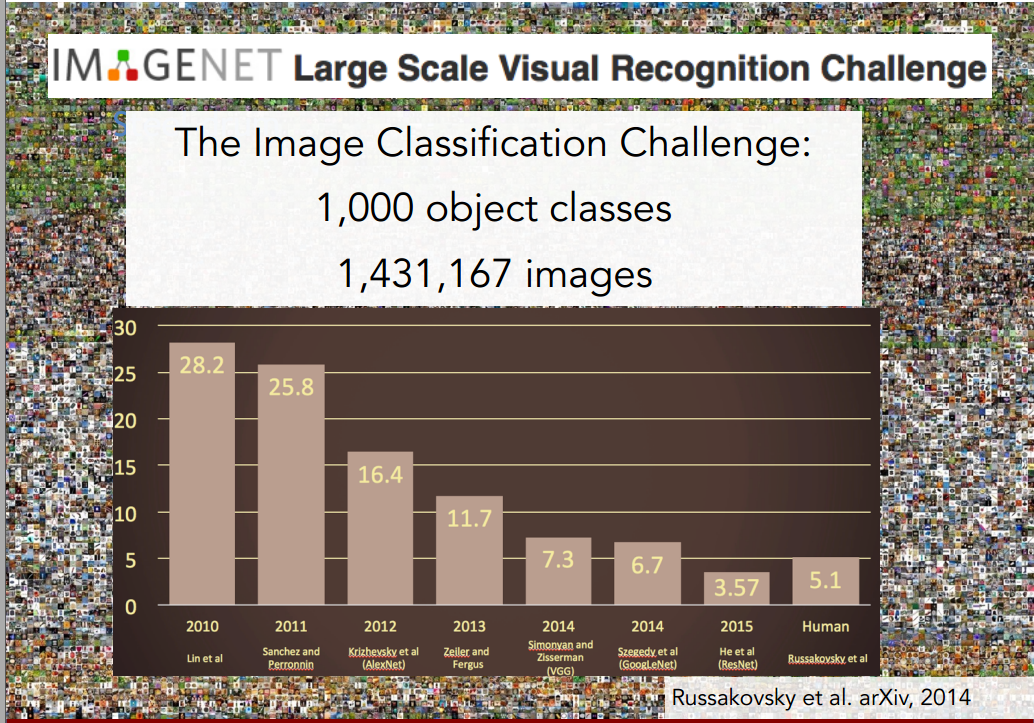 IMAGENET Large Scale Visual Recognition Challenge
The Image Classification Challenge:
1,000 object classes
1,431,167 images
30
25
20
15
10
5
0
28.2
25.8
16.4
11.7
7.3
6.7
3.57
5.1
2010
Lin et al
2011
Sanchez and
Perronnin
2012
Krizhevsky et al
(AlexNet)
2013
Zeiler and
Fergus
2014
Simonyan and
Zisserman
(VGG)
2014
Szegedy et al
(GoogLeNet)
2015
He et al
(ResNet)
Human
Russakovsky et al
Russakovsky et al. arXiv, 2014